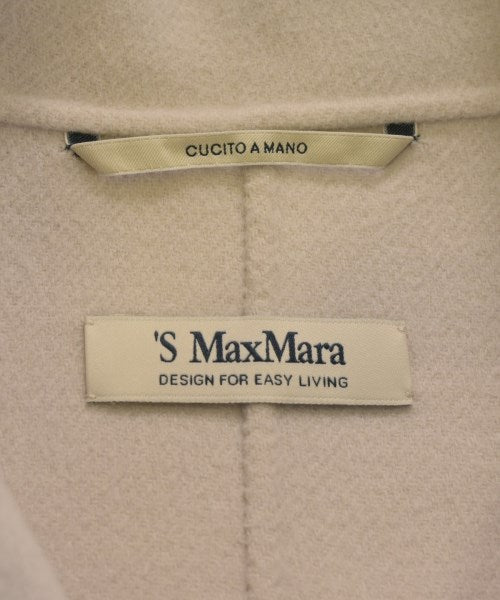 CUCITO A MANO
'S MaxMara
DESIGN FOR EASY LIVING